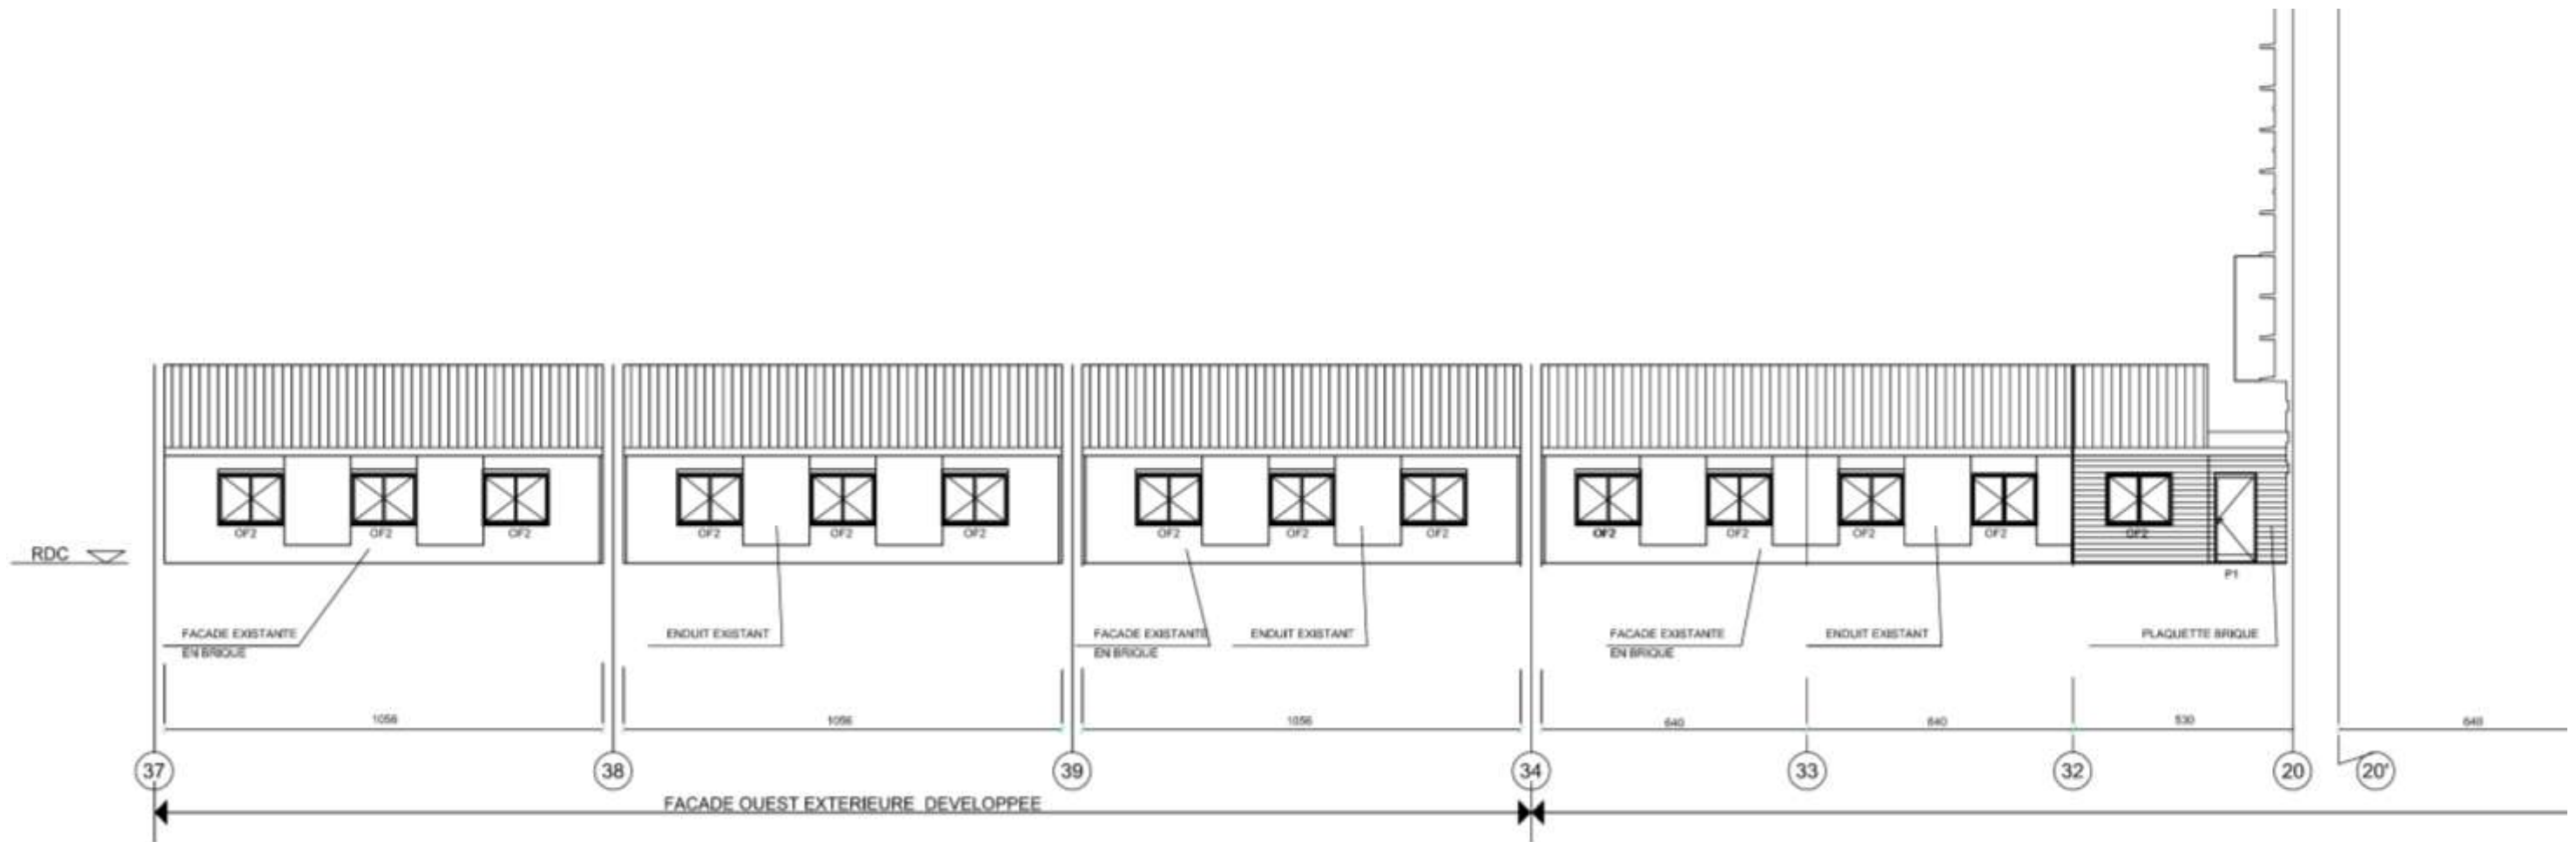 OF2 OF2 OF2 OF2 OF2 OF2 OF2 OF2 OF2 OF2 OF2 OF2 OF2 OF2
RDC
P1
FACADE EXISTANTE
EN BRIQUE
ENDUIT EXISTANT
FACADE EXISTANTE
EN BRIQUE
ENDUIT EXISTANT
FACADE EXISTANTE
EN BRIQUE
ENDUIT EXISTANT
PLAQUETTE BRIQUE
1056 1056 1056 640 640 530
37 38 39 34 33 32 20 20'
FACADE OUEST EXTERIEURE DEVELOPPEE